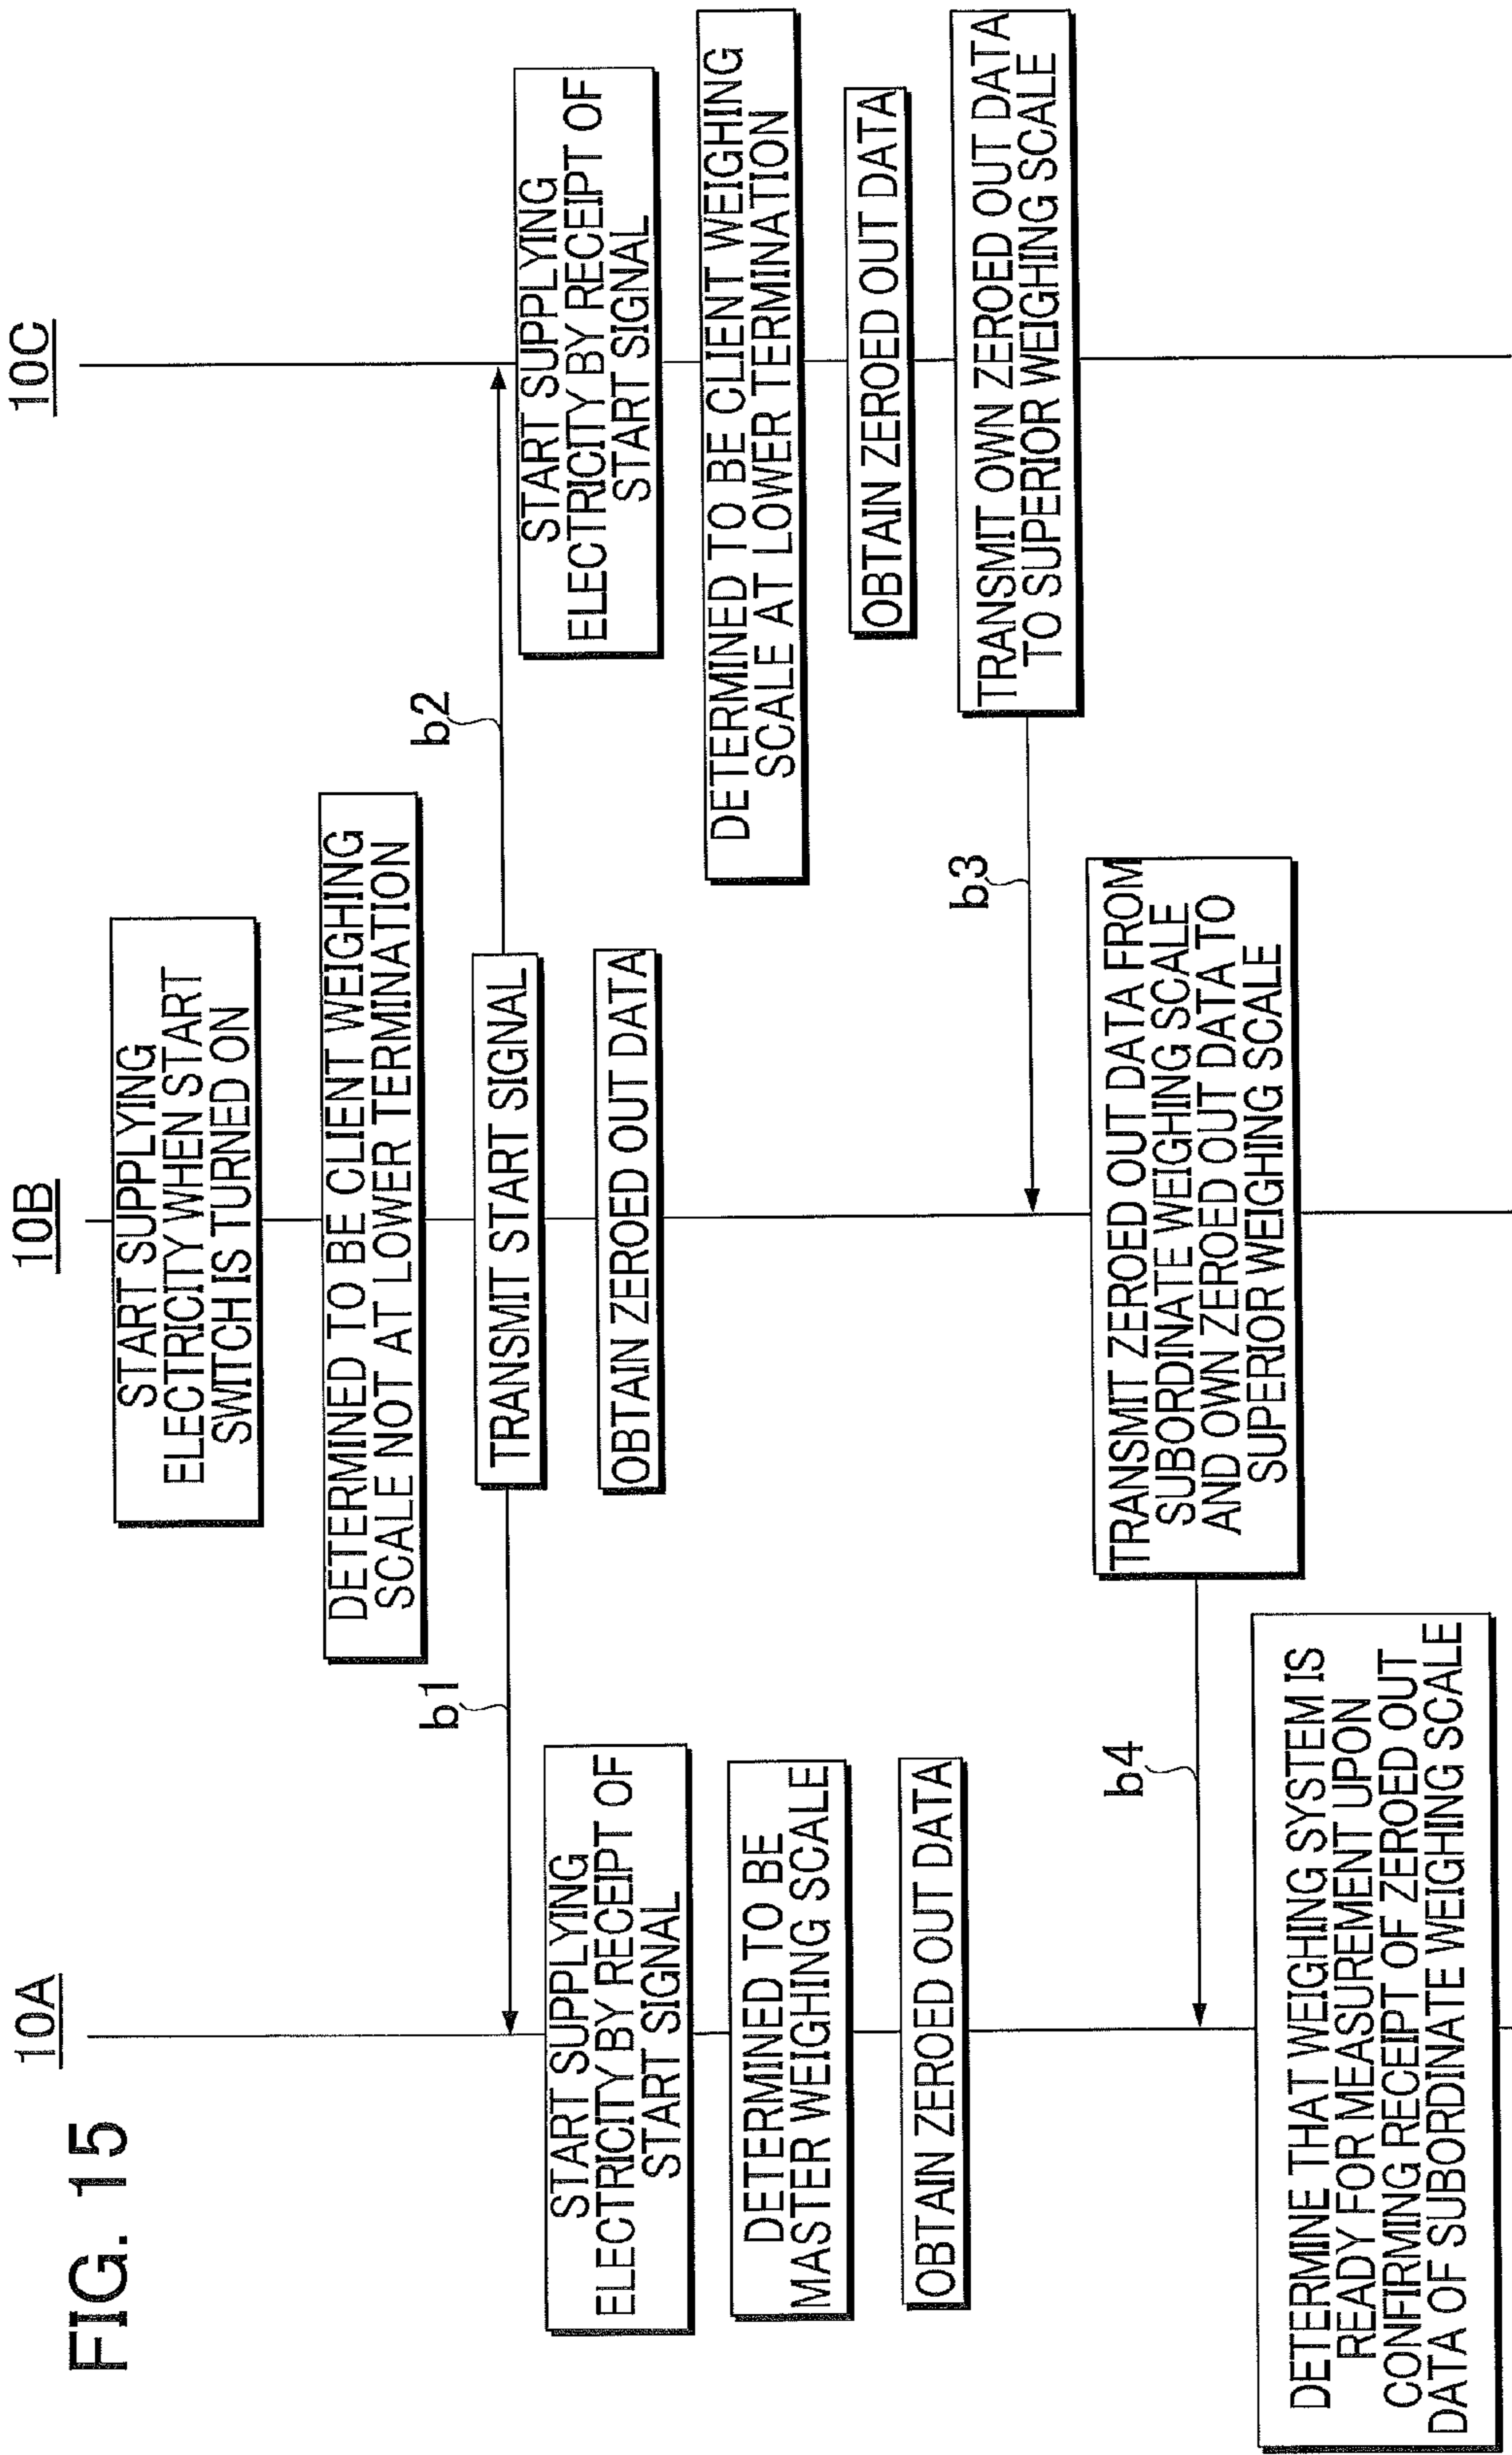 FIG. 15
10A
10B
10C
START SUPPLYING
ELECTRICITY WHEN START
SWITCH IS TURNED ON
DETERMINED TO BE CLIENT WEIGHING
SCALE NOT AT LOWER TERMINATION
b1
TRANSMIT START SIGNAL
b2
START SUPPLYING
ELECTRICITY BY RECEIPT OF
START SIGNAL
OBTAIN ZEROED OUT DATA
START SUPPLYING
ELECTRICITY BY RECEIPT OF
START SIGNAL
DETERMINED TO BE
MASTER WEIGHING SCALE
DETERMINED TO BE CLIENT WEIGHING
SCALE AT LOWER TERMINATION
OBTAIN ZEROED OUT DATA
OBTAIN ZEROED OUT DATA
b3
TRANSMIT OWN ZEROED OUT DATA
TO SUPERIOR WEIGHING SCALE
b4
TRANSMIT ZEROED OUT DATA FROM
SUBORDINATE WEIGHING SCALE
AND OWN ZEROED OUT DATA TO
SUPERIOR WEIGHING SCALE
DETERMINE THAT WEIGHING SYSTEM IS
READY FOR MEASUREMENT UPON
CONFIRMING RECEIPT OF ZEROED OUT
DATA OF SUBORDINATE WEIGHING SCALE